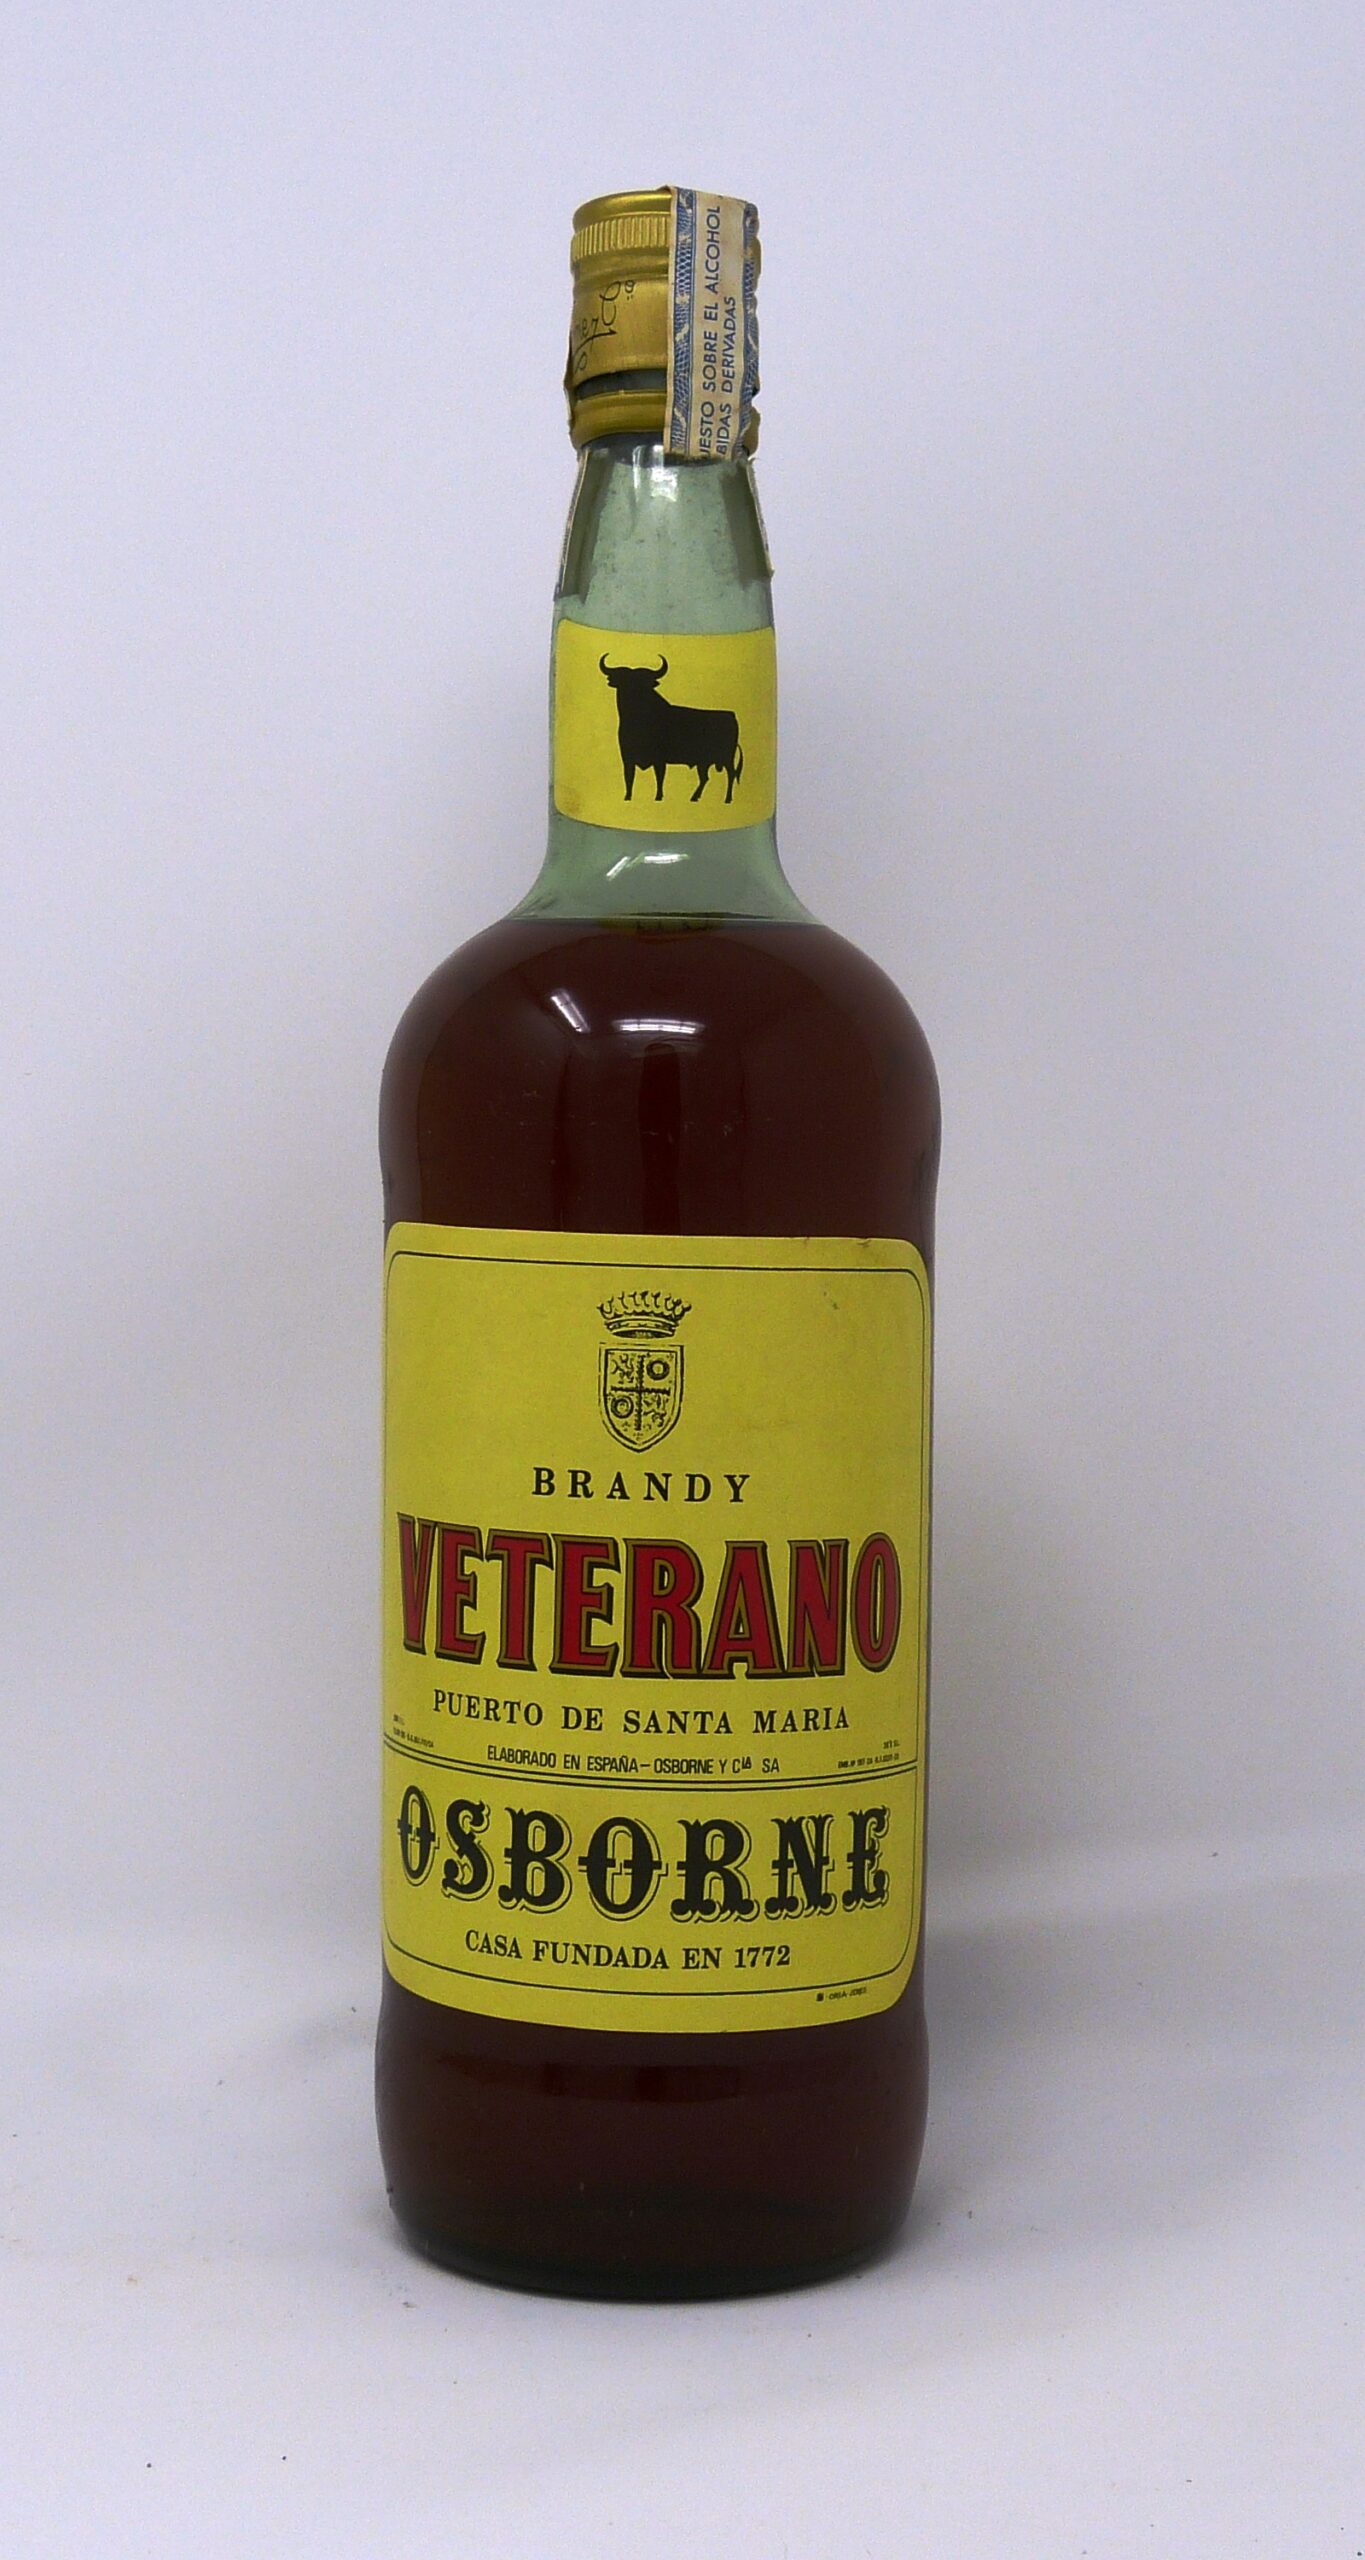 UESTO SOBRE EL ALCOHOL
BIDAS DERIVADAS
BRANDY
VETERANO
PUERTO DE SANTA MARIA
ELABORADO EN ESPAÑA - OSBORNE Y CIA SA
OSBORNE
CASA FUNDADA EN 1772